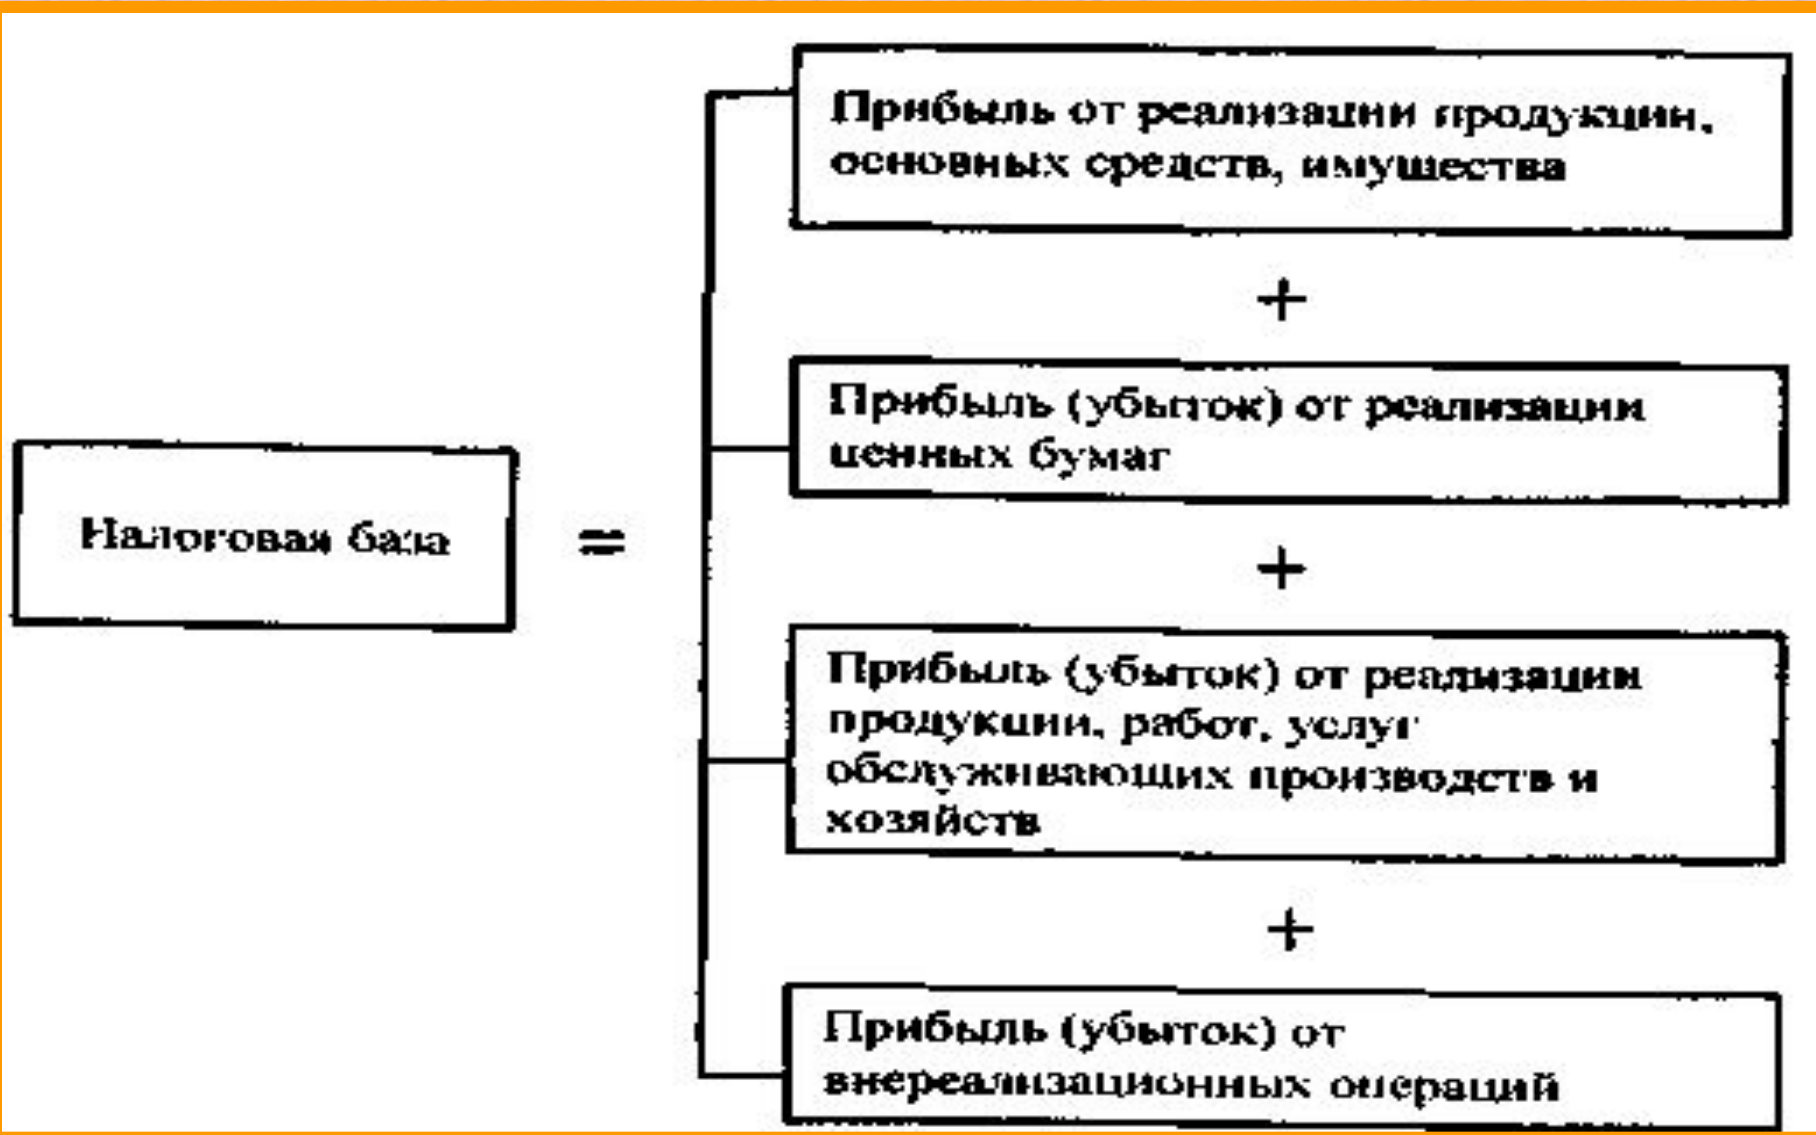 Прибыль от реализации продукции,
основных средств, имущества
+
Прибыль (убыток) от реализации
ценных бумаг
Налоговая база
=
+
Прибыль (убыток) от реализации
продукции, работ, услуг
обслуживающих производств и
хозяйств
+
Прибыль (убыток) от
внереализационных операций